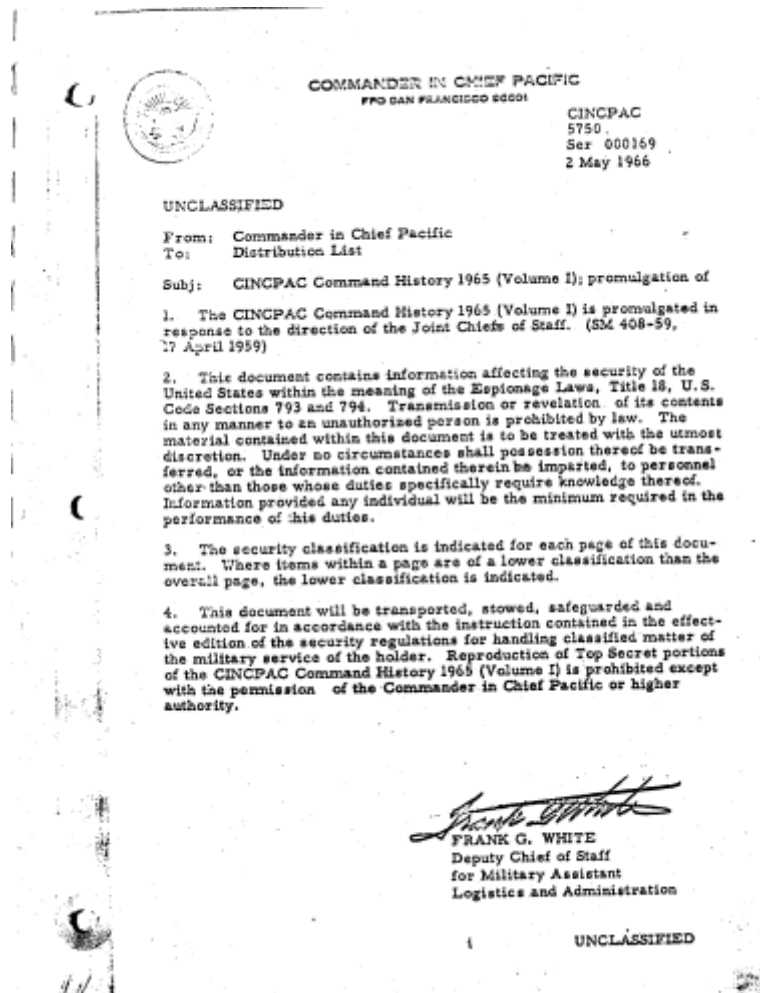 COMMANDER IN CHIEF PACIFIC
FPO SAN FRANCISCO 96601
CINCPAC
5750
Ser 000169
2 May 1966
UNCLASSIFIED
From: Commander in Chief Pacific
To: Distribution List
Subj: CINCPAC Command History 1965 (Volume I); promulgation of
1. The CINCPAC Command History 1965 (Volume I) is promulgated in
response to the direction of the Joint Chiefs of Staff. (SM 408-59,
17 April 1959)
2. This document contains information affecting the security of the
United States within the meaning of the Espionage Laws, Title 18, U.S.
Code Sections 793 and 794. Transmission or revelation of its contents
in any manner to an unauthorized person is prohibited by law. The
material contained within this document is to be treated with the utmost
discretion. Under no circumstances shall possession thereof be trans-
ferred, or the information contained therein be imparted, to personnel
other than those whose duties specifically require knowledge thereof.
Information provided any individual will be the minimum required in the
performance of his duties.
3. The security classification is indicated for each page of this docu-
ment. Where items within a page are of a lower classification than the
overall page, the lower classification is indicated.
4. This document will be transported, stowed, safeguarded and
accounted for in accordance with the instruction contained in the effect-
ive edition of the security regulations for handling classified matter of
the military service of the holder. Reproduction of Top Secret portions
of the CINCPAC Command History 1965 (Volume I) is prohibited except
with the permission of the Commander in Chief Pacific or higher
authority.
FRANK G. WHITE
Deputy Chief of Staff
for Military Assistant
Logistics and Administration
UNCLASSIFIED